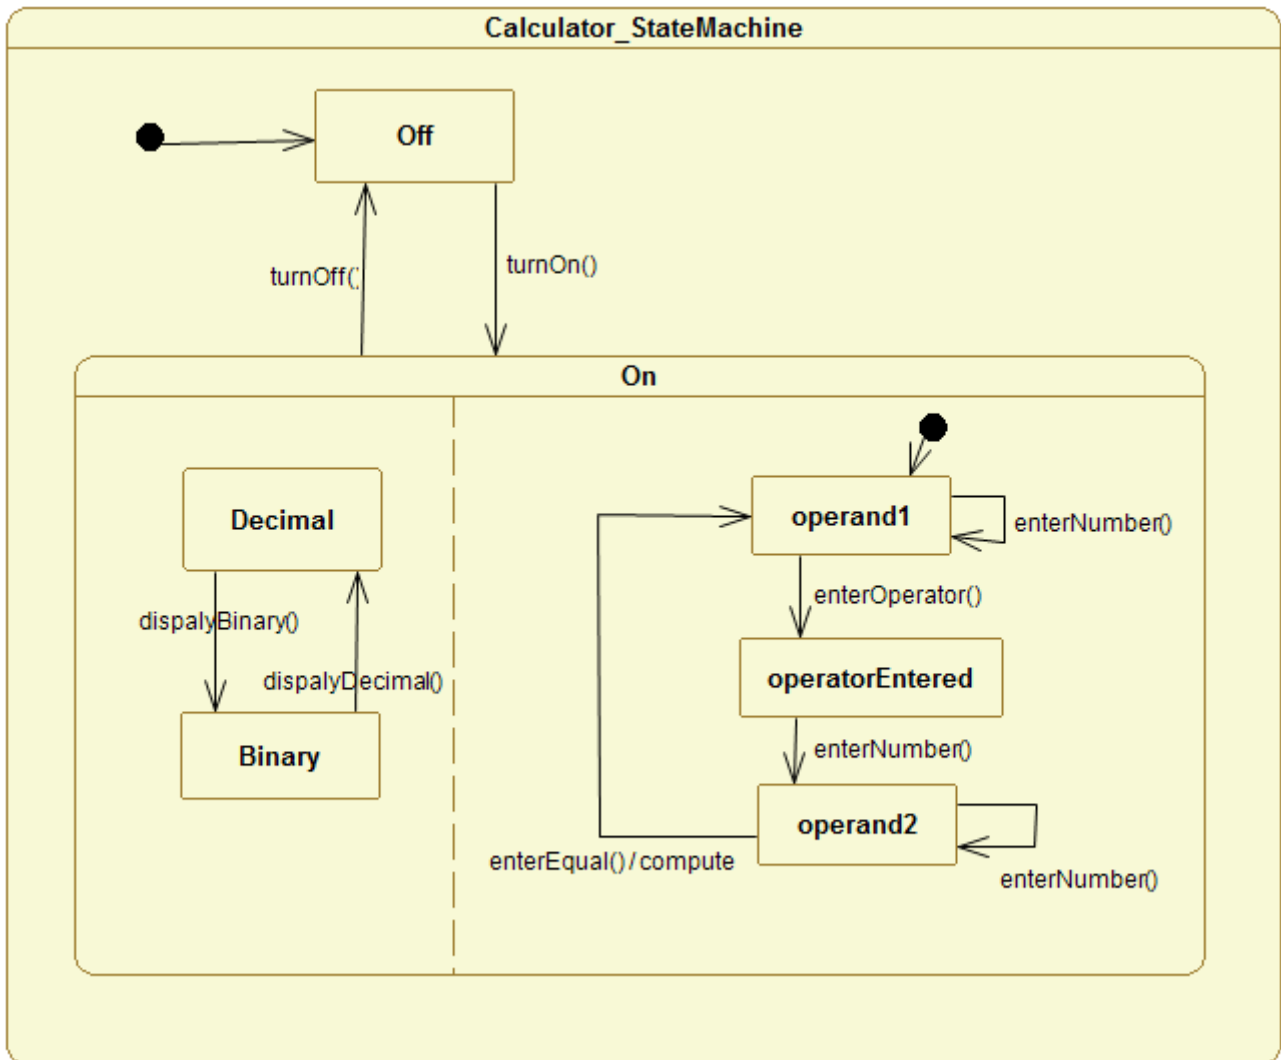 Calculator_StateMachine
Off
turnOff(
turnOn()
On
Decimal
operand1
enterNumber()
enterOperator()
dispalyBinary()
operatorEntered
dispalyDecimal()
enterNumber()
Binary
operand2
enterEqual() / compute
enterNumber()